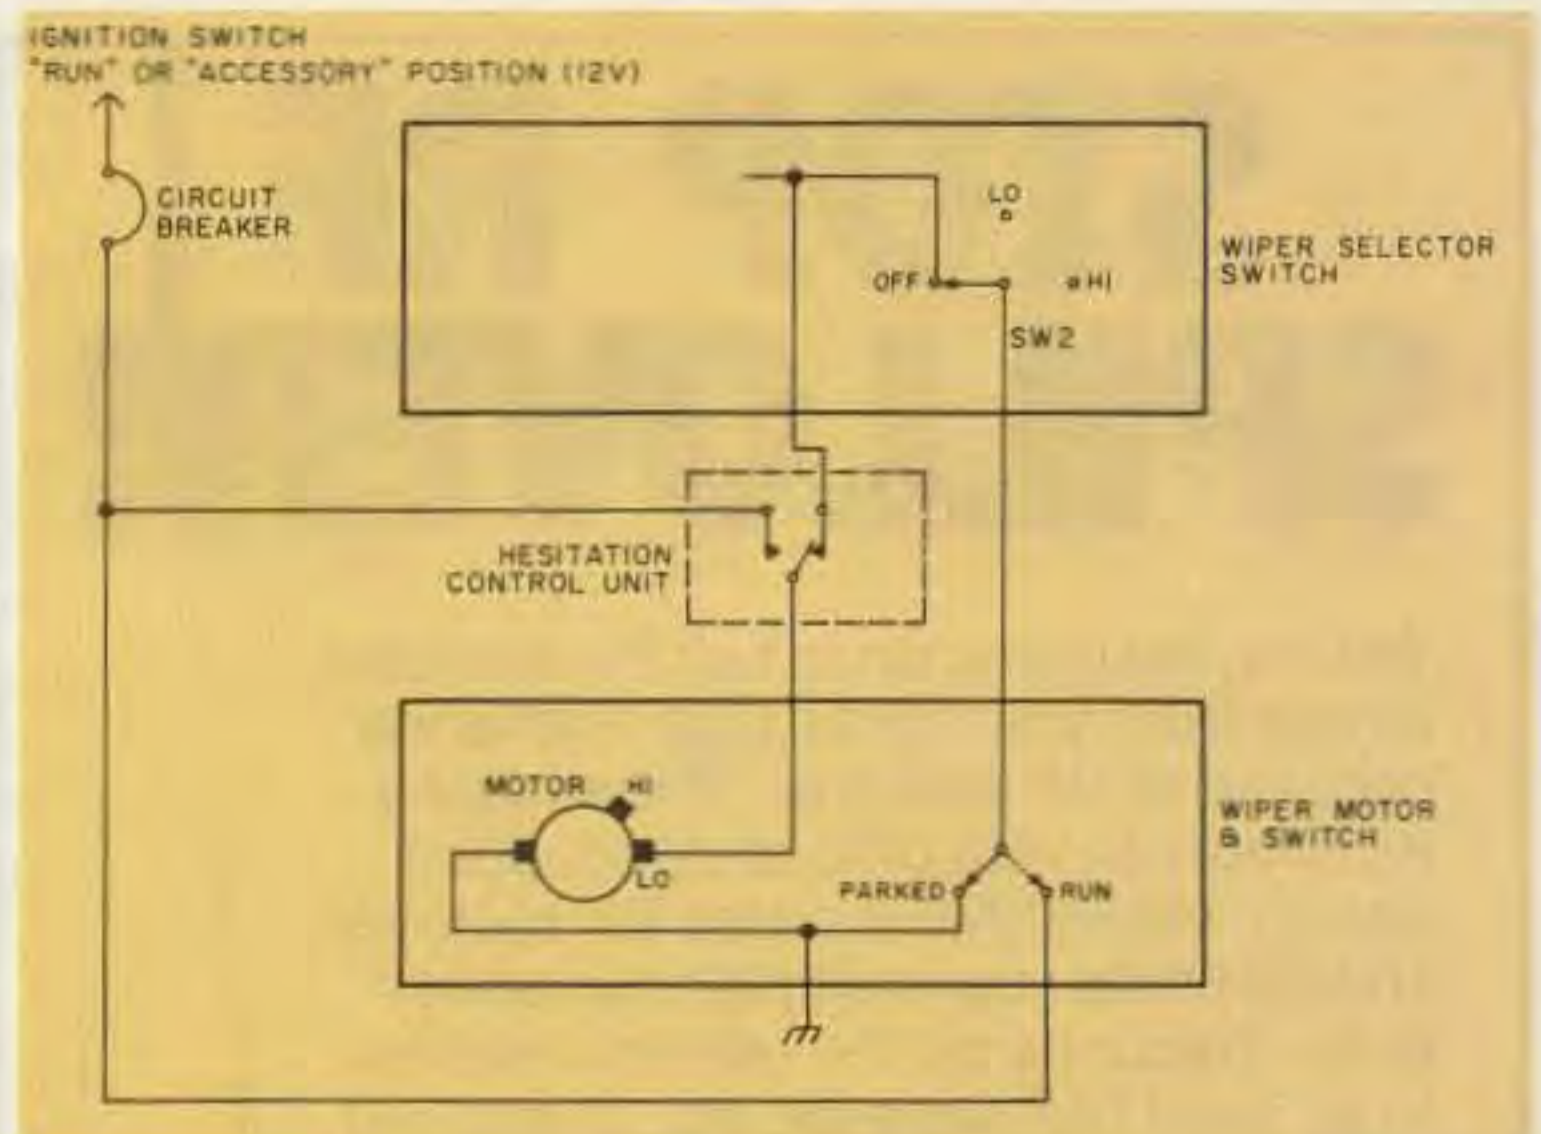 IGNITION SWITCH
"RUN" OR "ACCESSORY" POSITION (12V)
CIRCUIT
BREAKER
LO
OFF
HI
SW2
WIPER SELECTOR
SWITCH
HESITATION
CONTROL UNIT
MOTOR
HI
LO
PARKED
RUN
WIPER MOTOR
& SWITCH